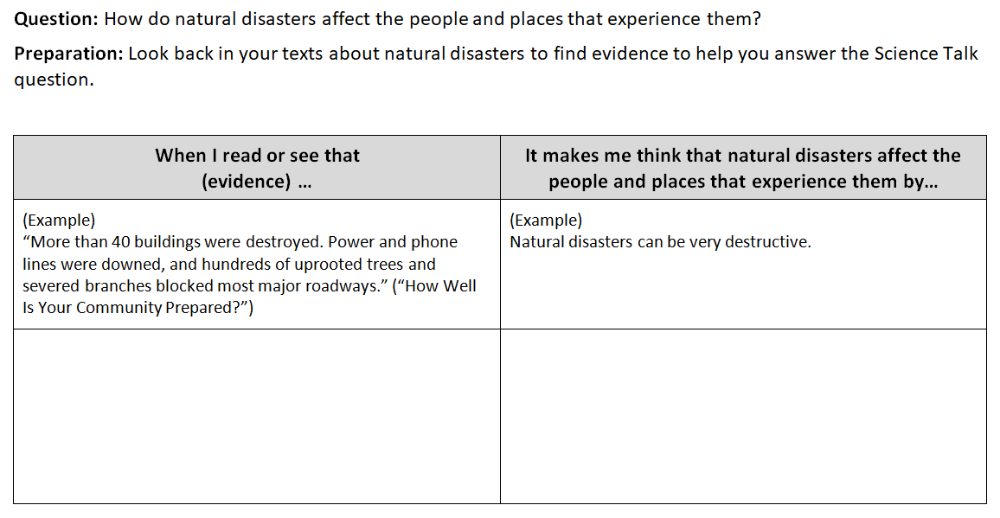 Question: How do natural disasters affect the people and places that experience them?
Preparation: Look back in your texts about natural disasters to find evidence to help you answer the Science Talk
question.
When I read or see that
(evidence) ...
It makes me think that natural disasters affect the
people and places that experience them by...
(Example)
“More than 40 buildings were destroyed. Power and phone
lines were downed, and hundreds of uprooted trees and
severed branches blocked most major roadways.” (“How Well
Is Your Community Prepared?”)
(Example)
Natural disasters can be very destructive.